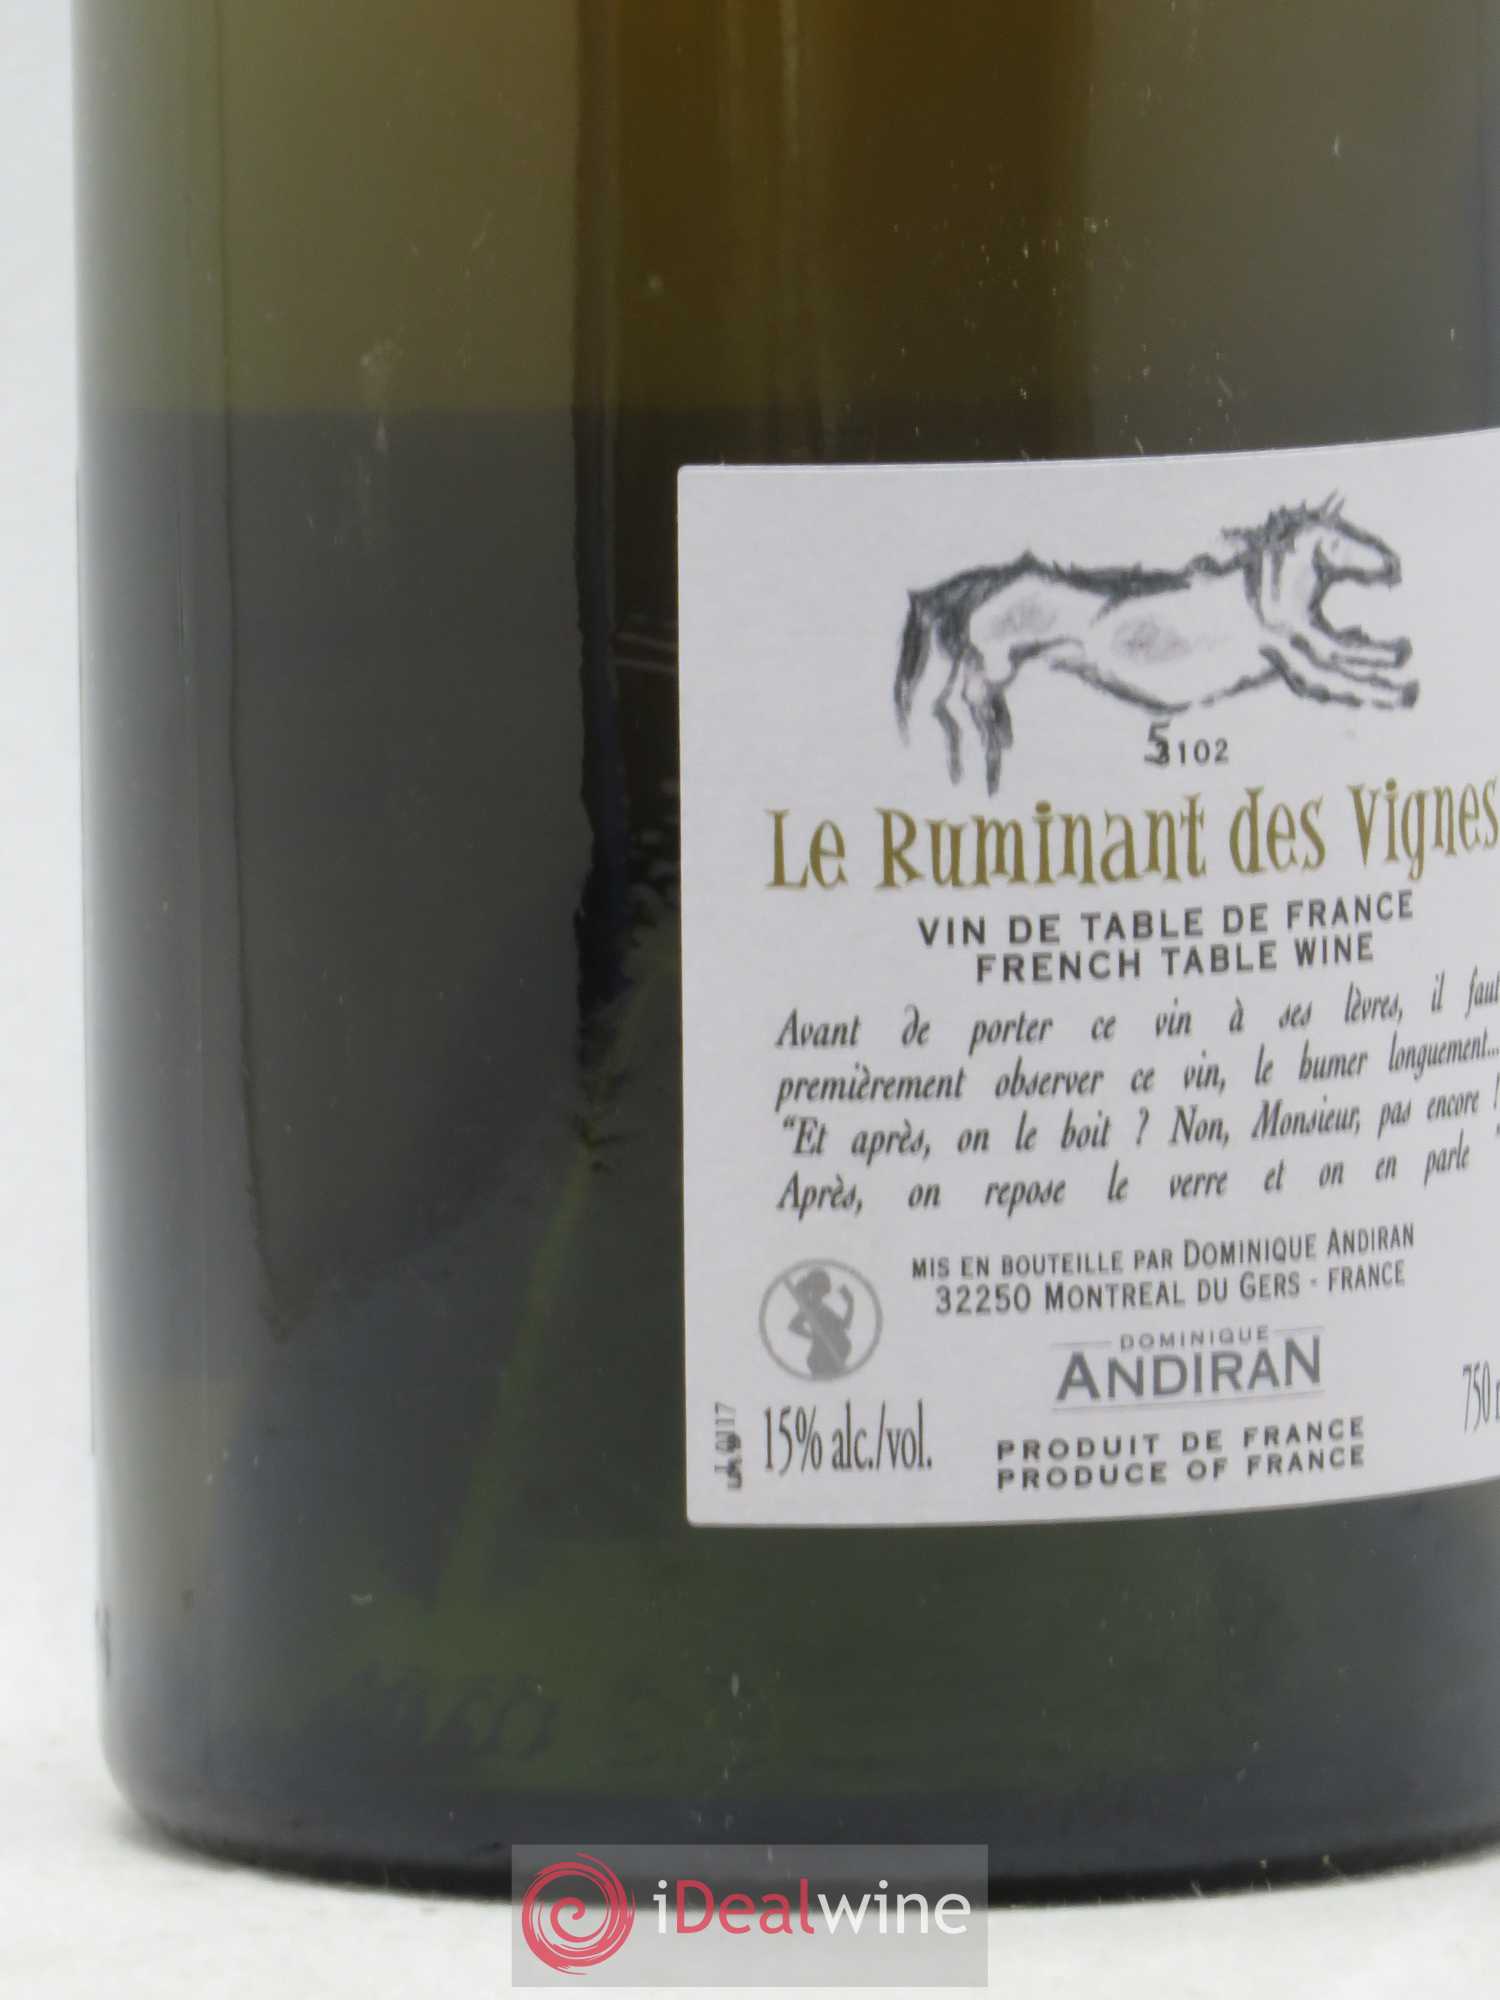 5102
Le Ruminant des Vignes
VIN DE TABLE DE FRANCE
FRENCH TABLE WINE
Avant de porter ce vin à ses lèvres, il faut
premièrement observer ce vin, le humer longuement...
"Et après, on le boit ? Non, Monsieur, pas encore !
Après, on repose le verre et on en parle "
MIS EN BOUTEILLE PAR DOMINIQUE ANDIRAN
32250 MONTREAL DU GERS - FRANCE
DOMINIQUE
ANDIRAN
15% alc./vol.
750
PRODUIT DE FRANCE
PRODUCE OF FRANCE
iDealwine